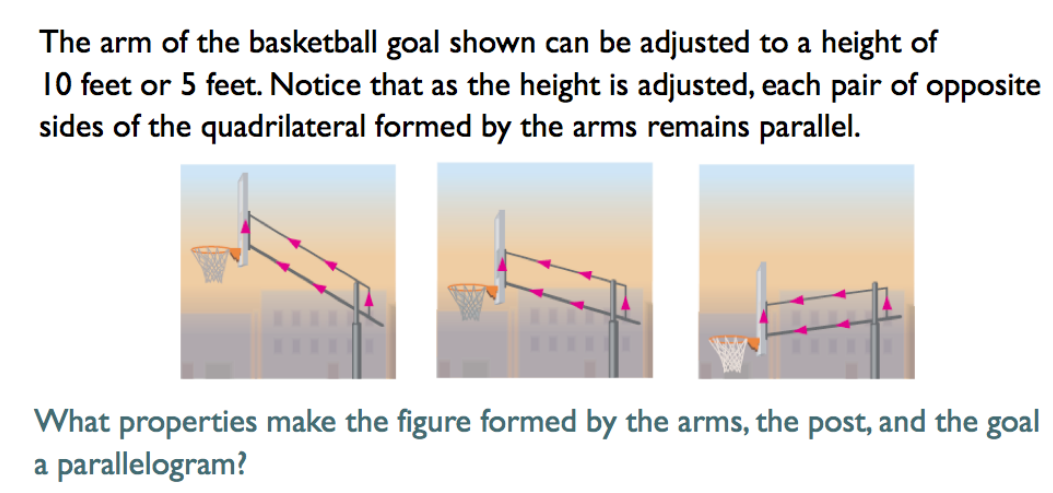 The arm of the basketball goal shown can be adjusted to a height of
10 feet or 5 feet. Notice that as the height is adjusted, each pair of opposite
sides of the quadrilateral formed by the arms remains parallel.
What properties make the figure formed by the arms, the post, and the goal
a parallelogram?